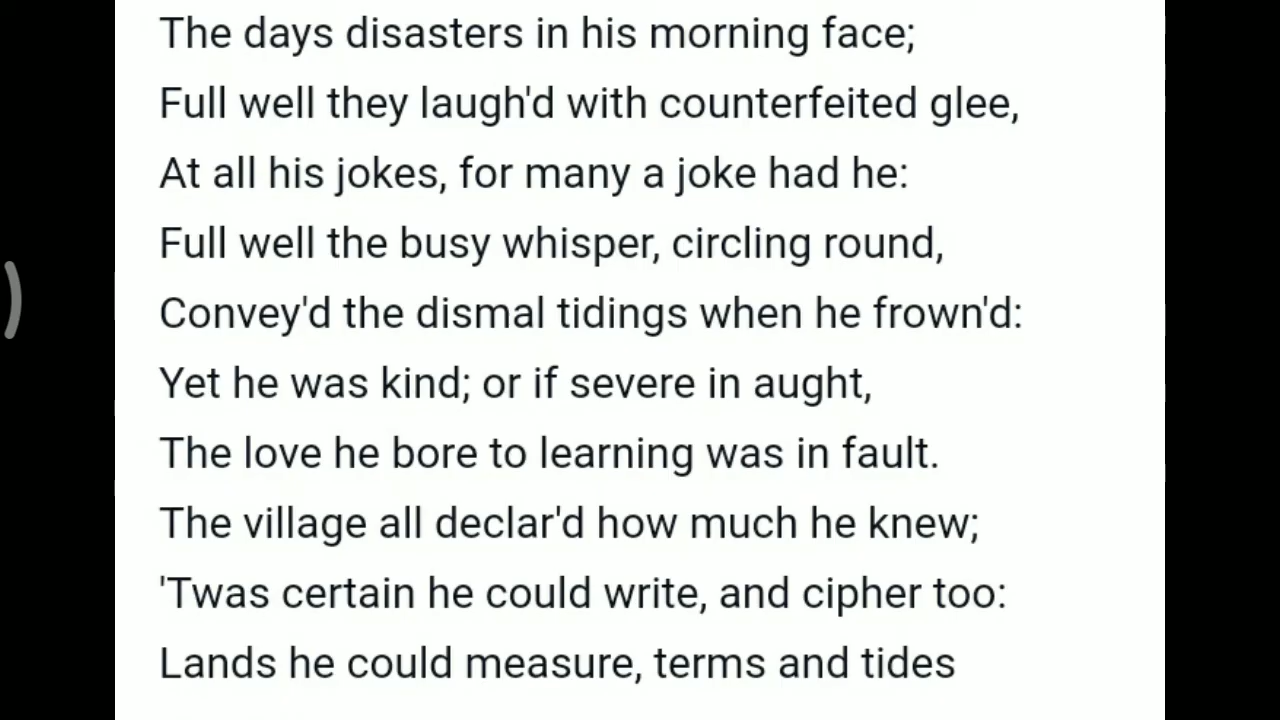 The days disasters in his morning face;
Full well they laugh'd with counterfeited glee,
At all his jokes, for many a joke had he:
Full well the busy whisper, circling round,
Convey'd the dismal tidings when he frown'd:
Yet he was kind; or if severe in aught,
The love he bore to learning was in fault.
The village all declar'd how much he knew;
'Twas certain he could write, and cipher too:
Lands he could measure, terms and tides